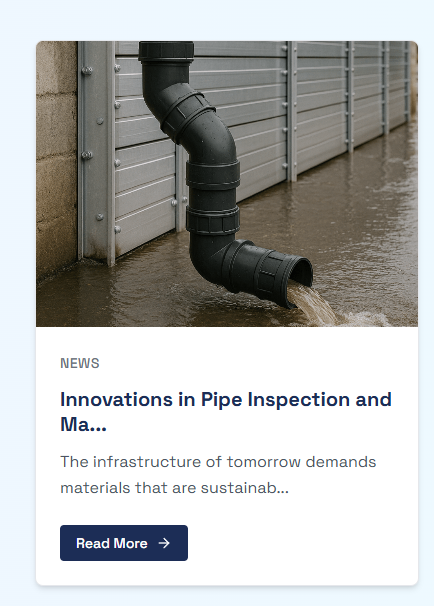 NEWS
Innovations in Pipe Inspection and
Ma...
The infrastructure of tomorrow demands
materials that are sustainab...
Read More →